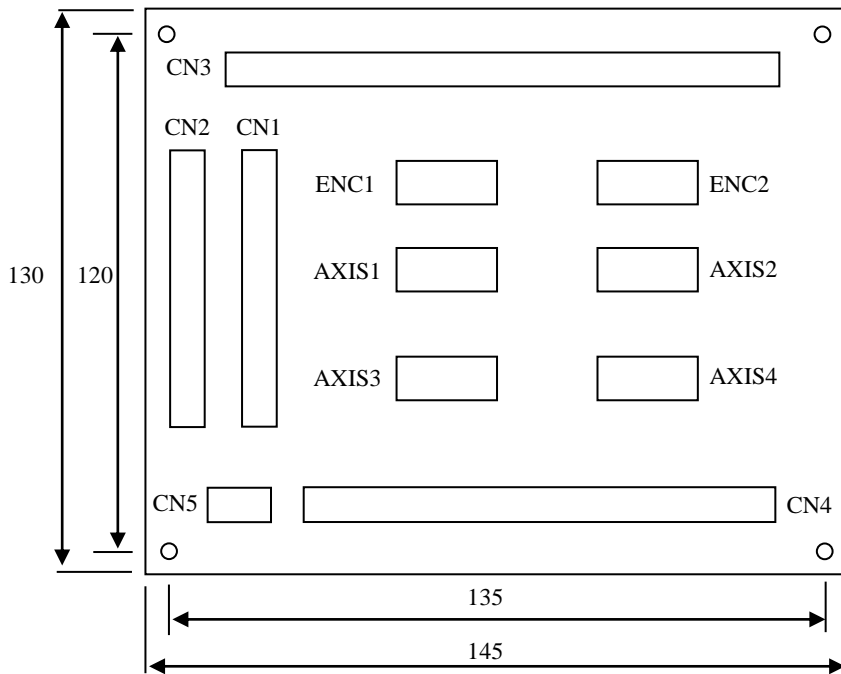 CN3
CN2 CN1
ENC1 ENC2
130 120 AXIS1 AXIS2
AXIS3 AXIS4
CN5 CN4
135
145